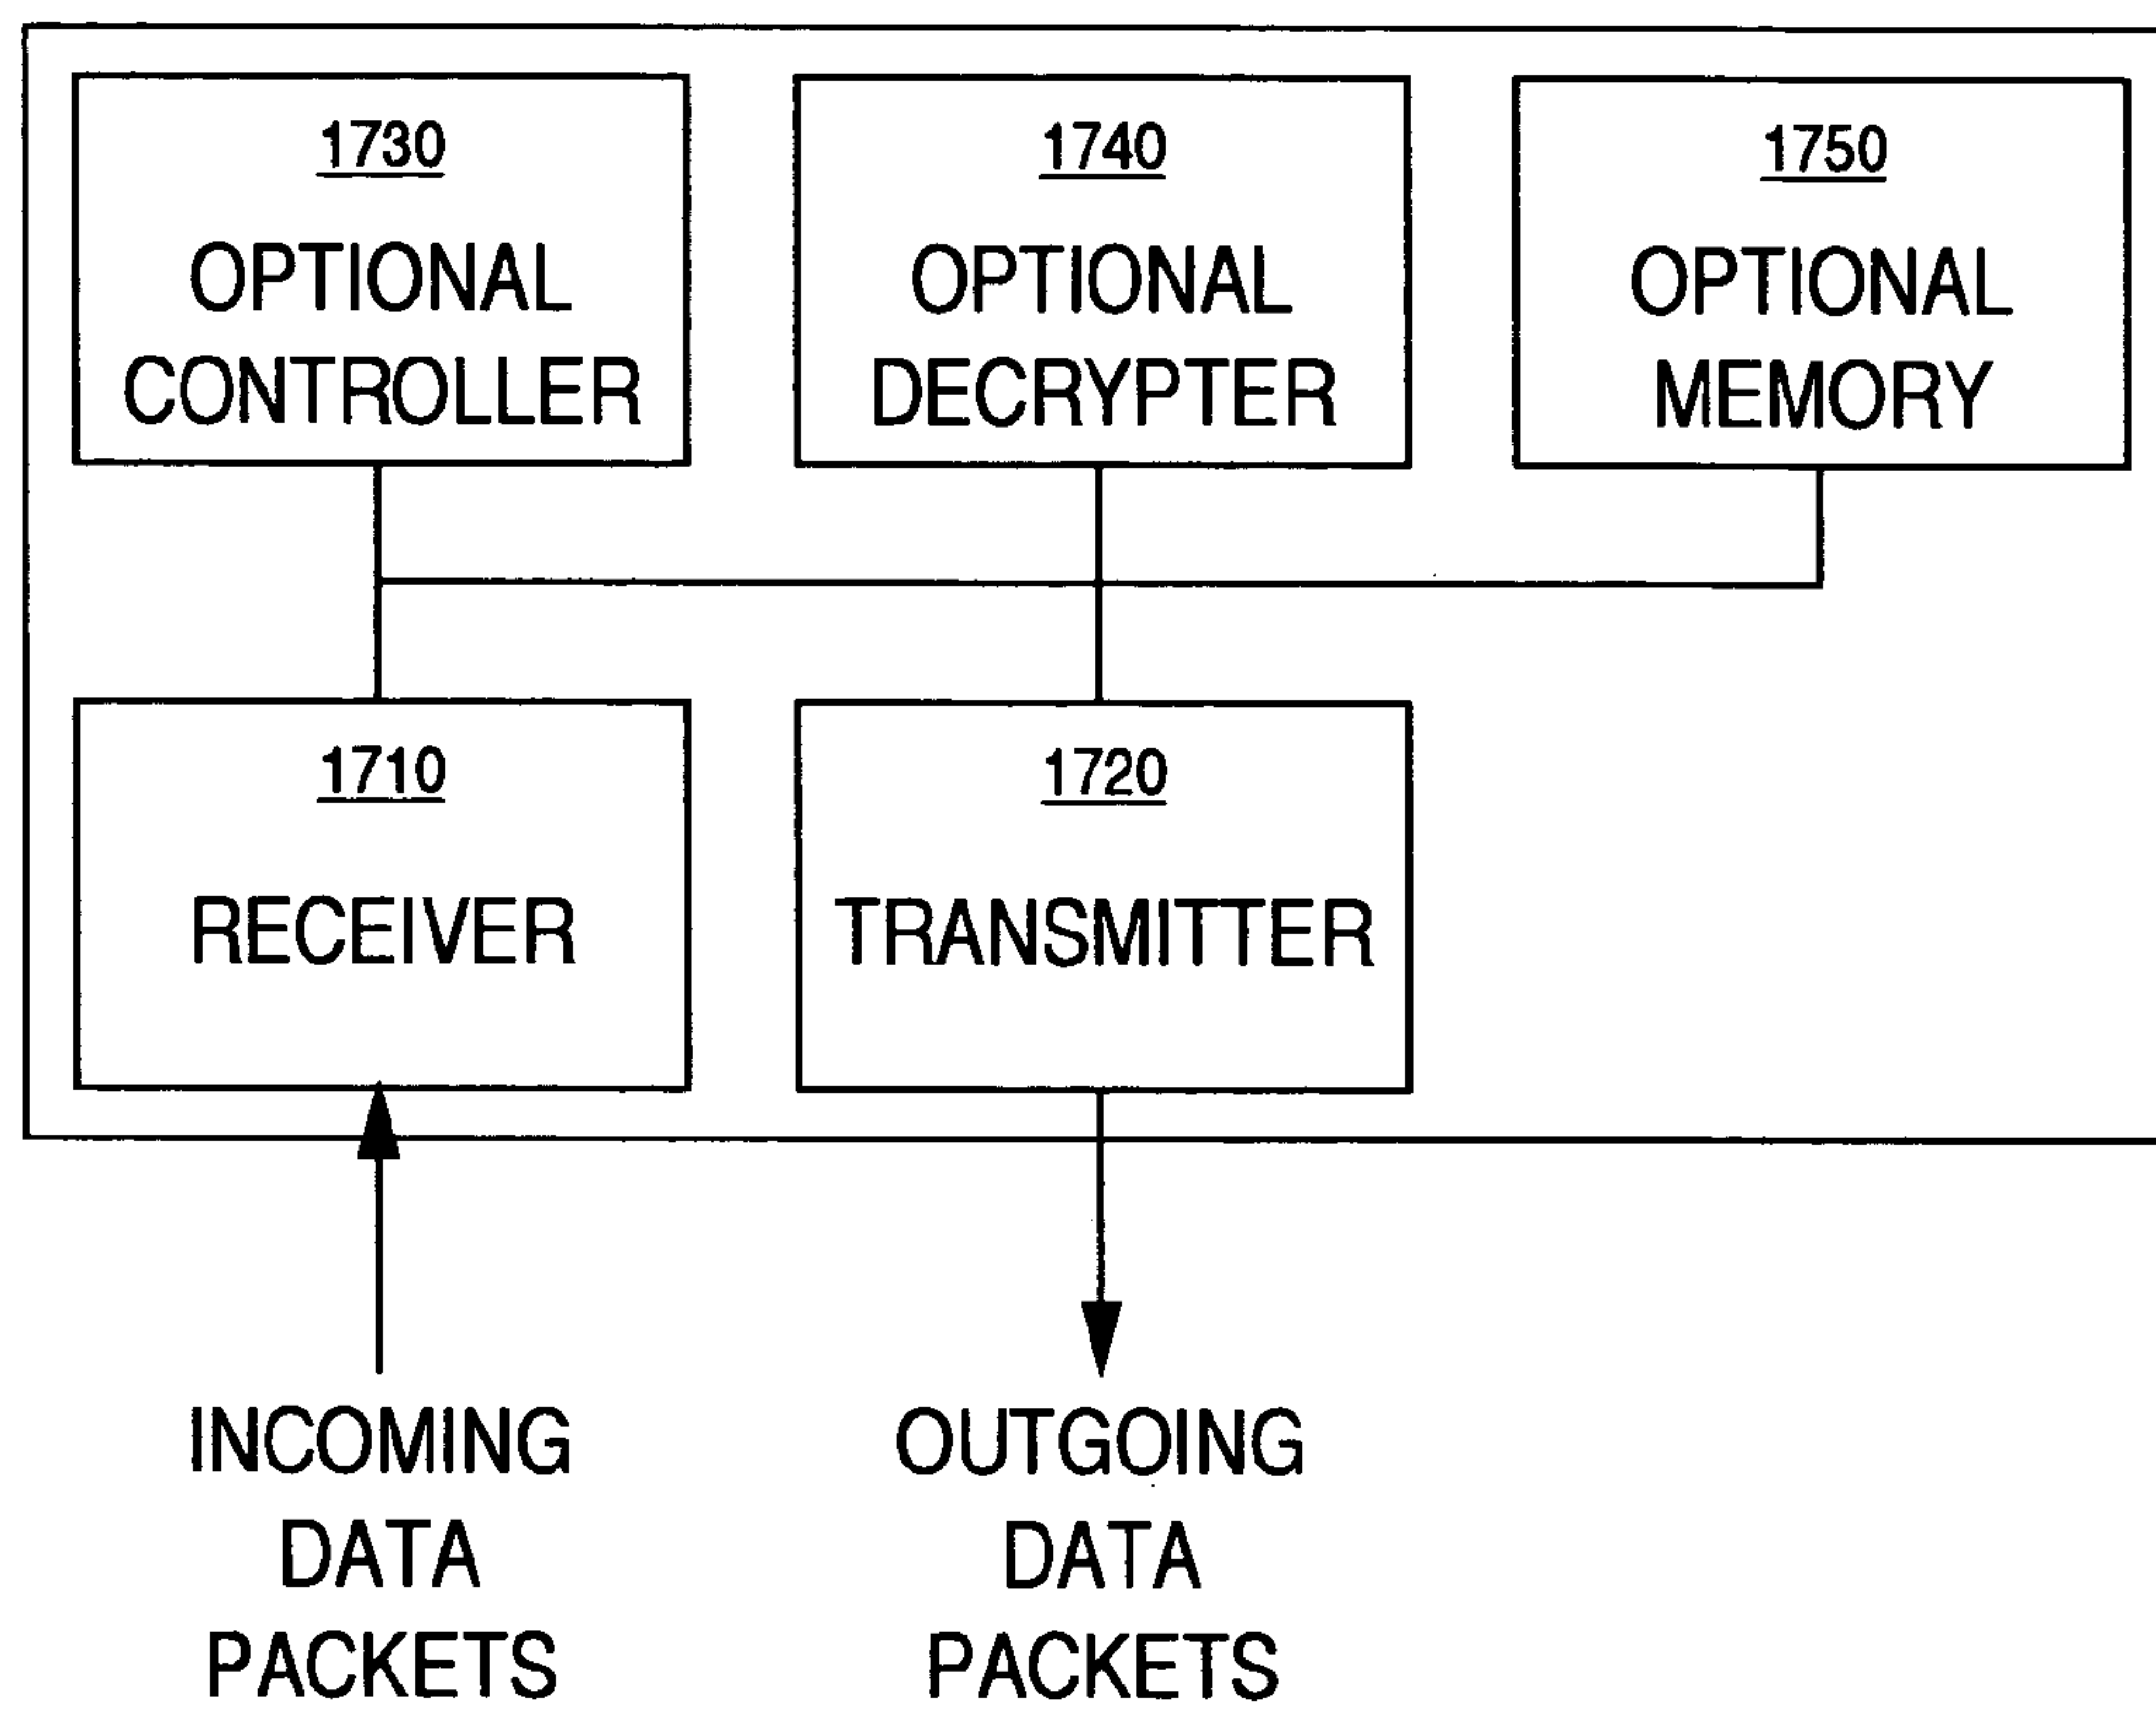 1730
OPTIONAL
CONTROLLER
1740
OPTIONAL
DECRYPTER
1750
OPTIONAL
MEMORY
1710
RECEIVER
1720
TRANSMITTER
INCOMING
DATA
PACKETS
OUTGOING
DATA
PACKETS